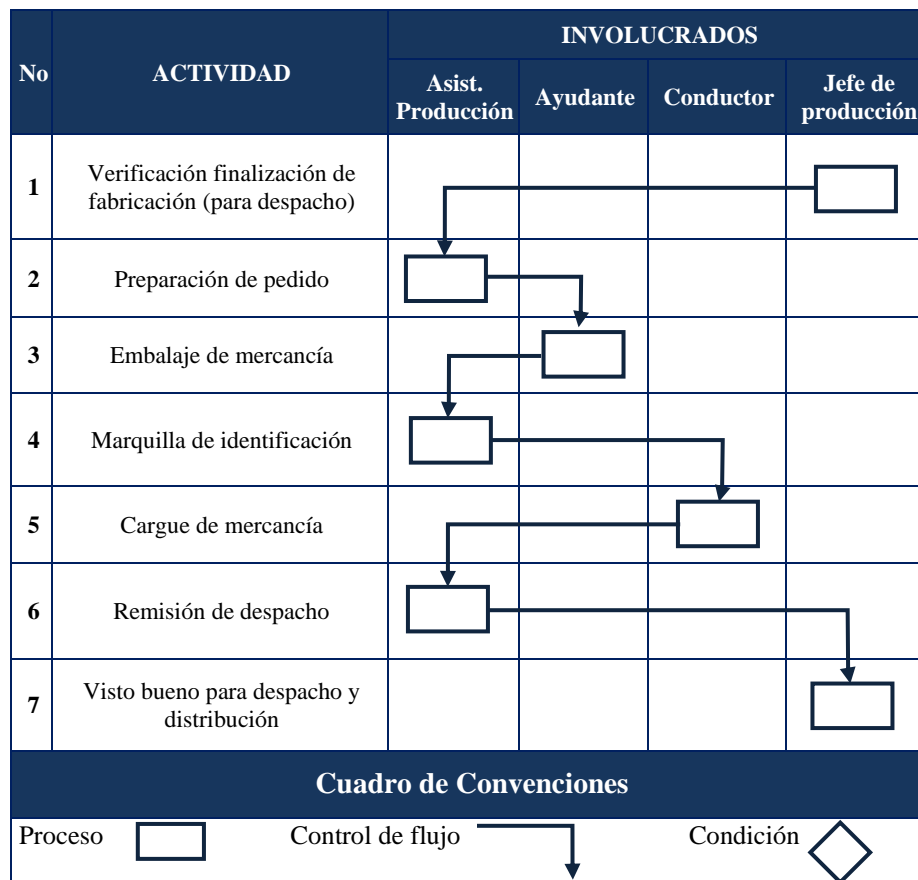 No
ACTIVIDAD
INVOLUCRADOS
Asist.
Producción
Ayudante
Conductor
Jefe de
producción
1
Verificación finalización de
fabricación (para despacho)
2
Preparación de pedido
3
Embalaje de mercancía
4
Marquilla de identificación
5
Cargue de mercancía
6
Remisión de despacho
7
Visto bueno para despacho y
distribución
Cuadro de Convenciones
Proceso
Control de flujo
Condición